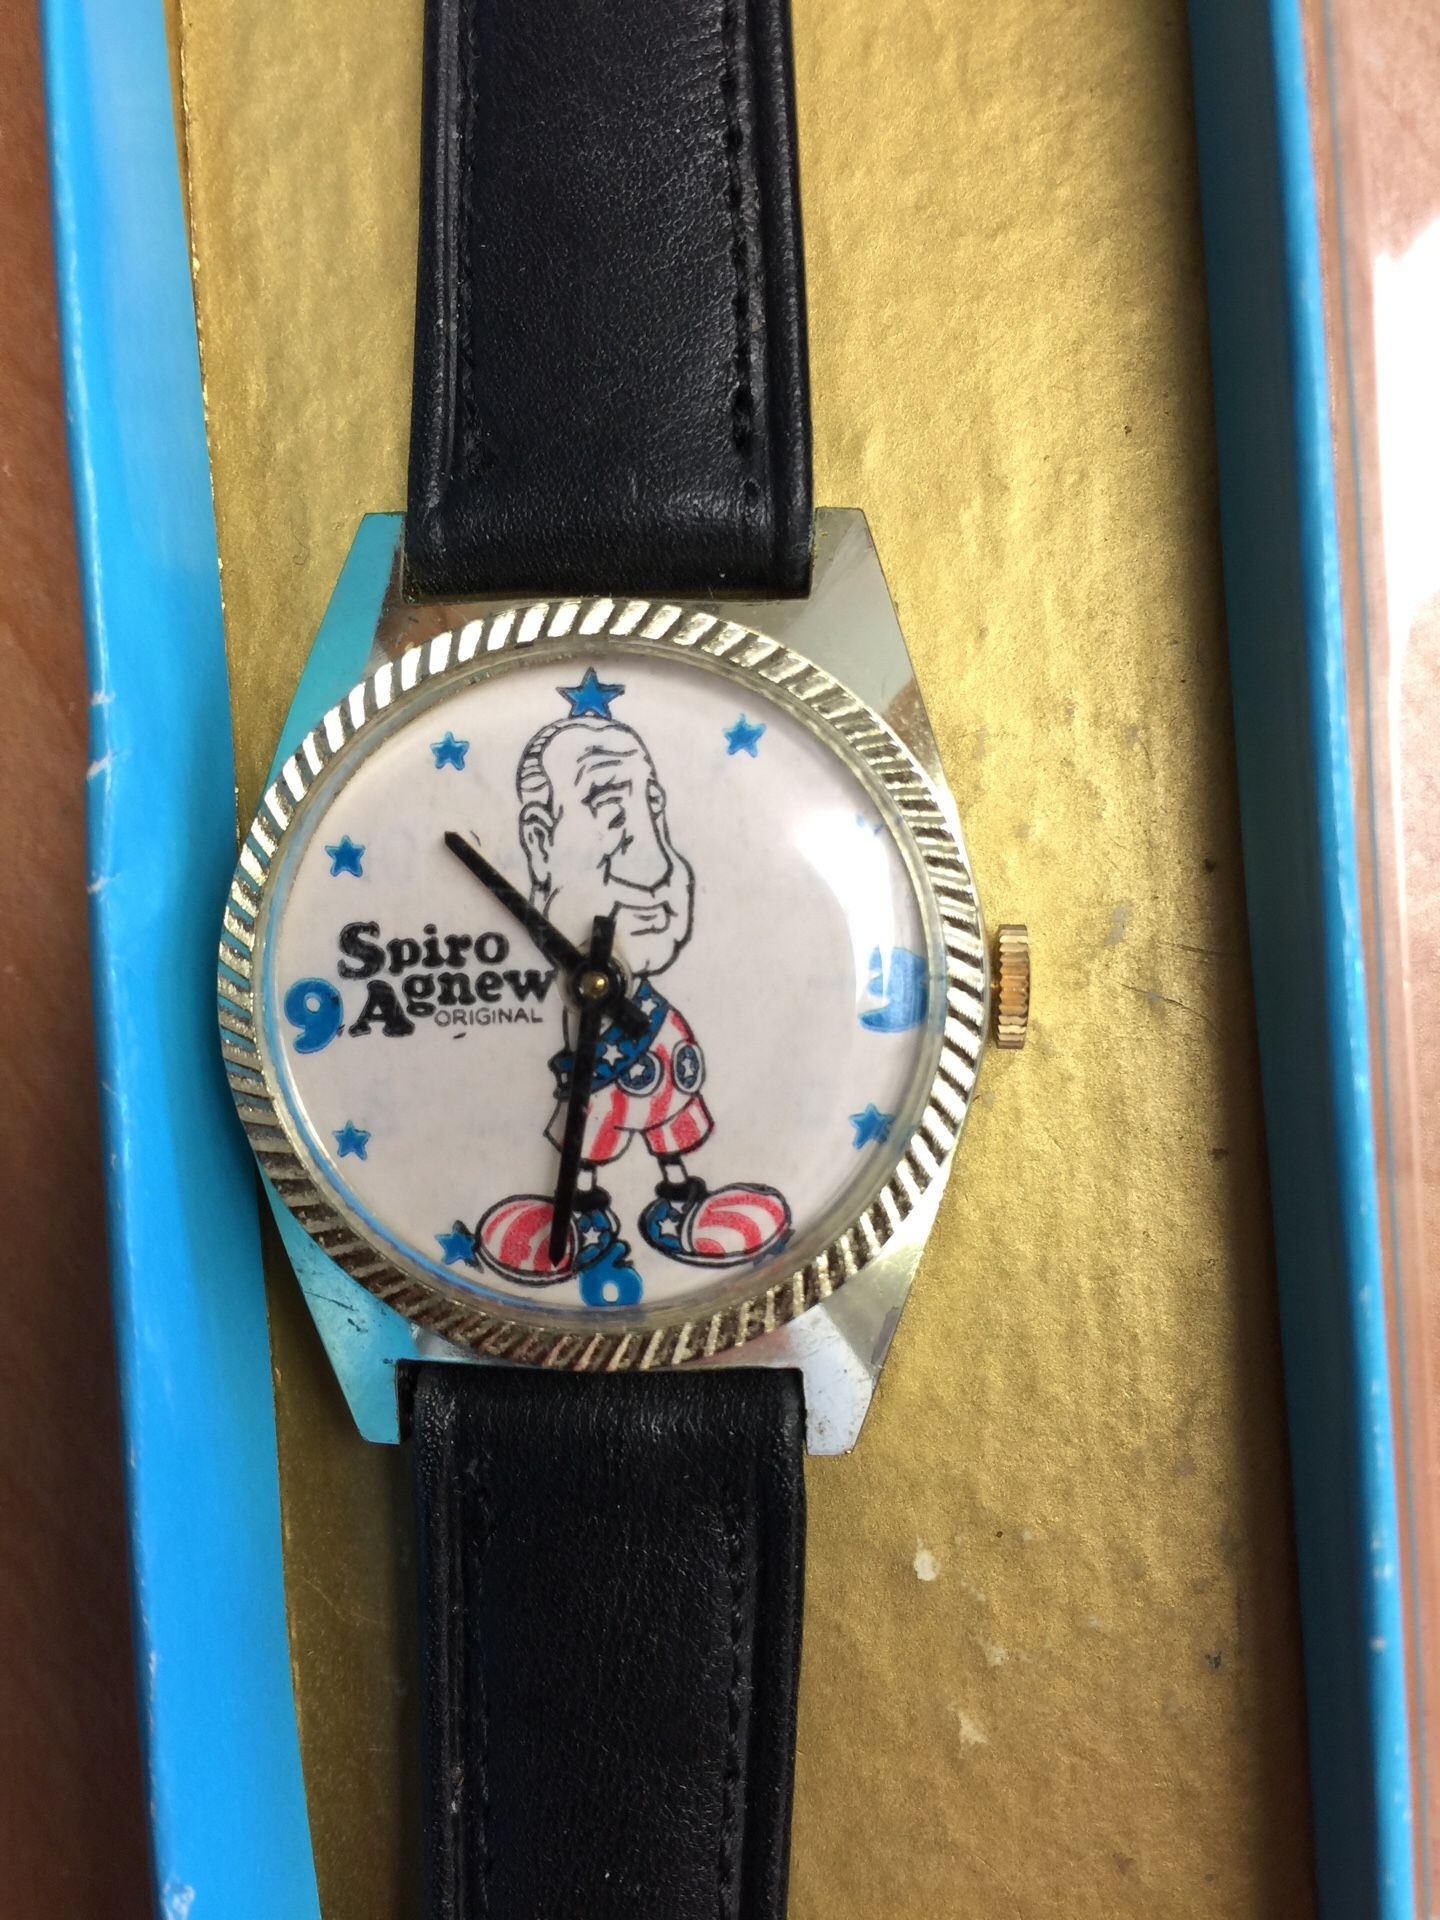 Spiro
Agnew
ORIGINAL
9
3
6